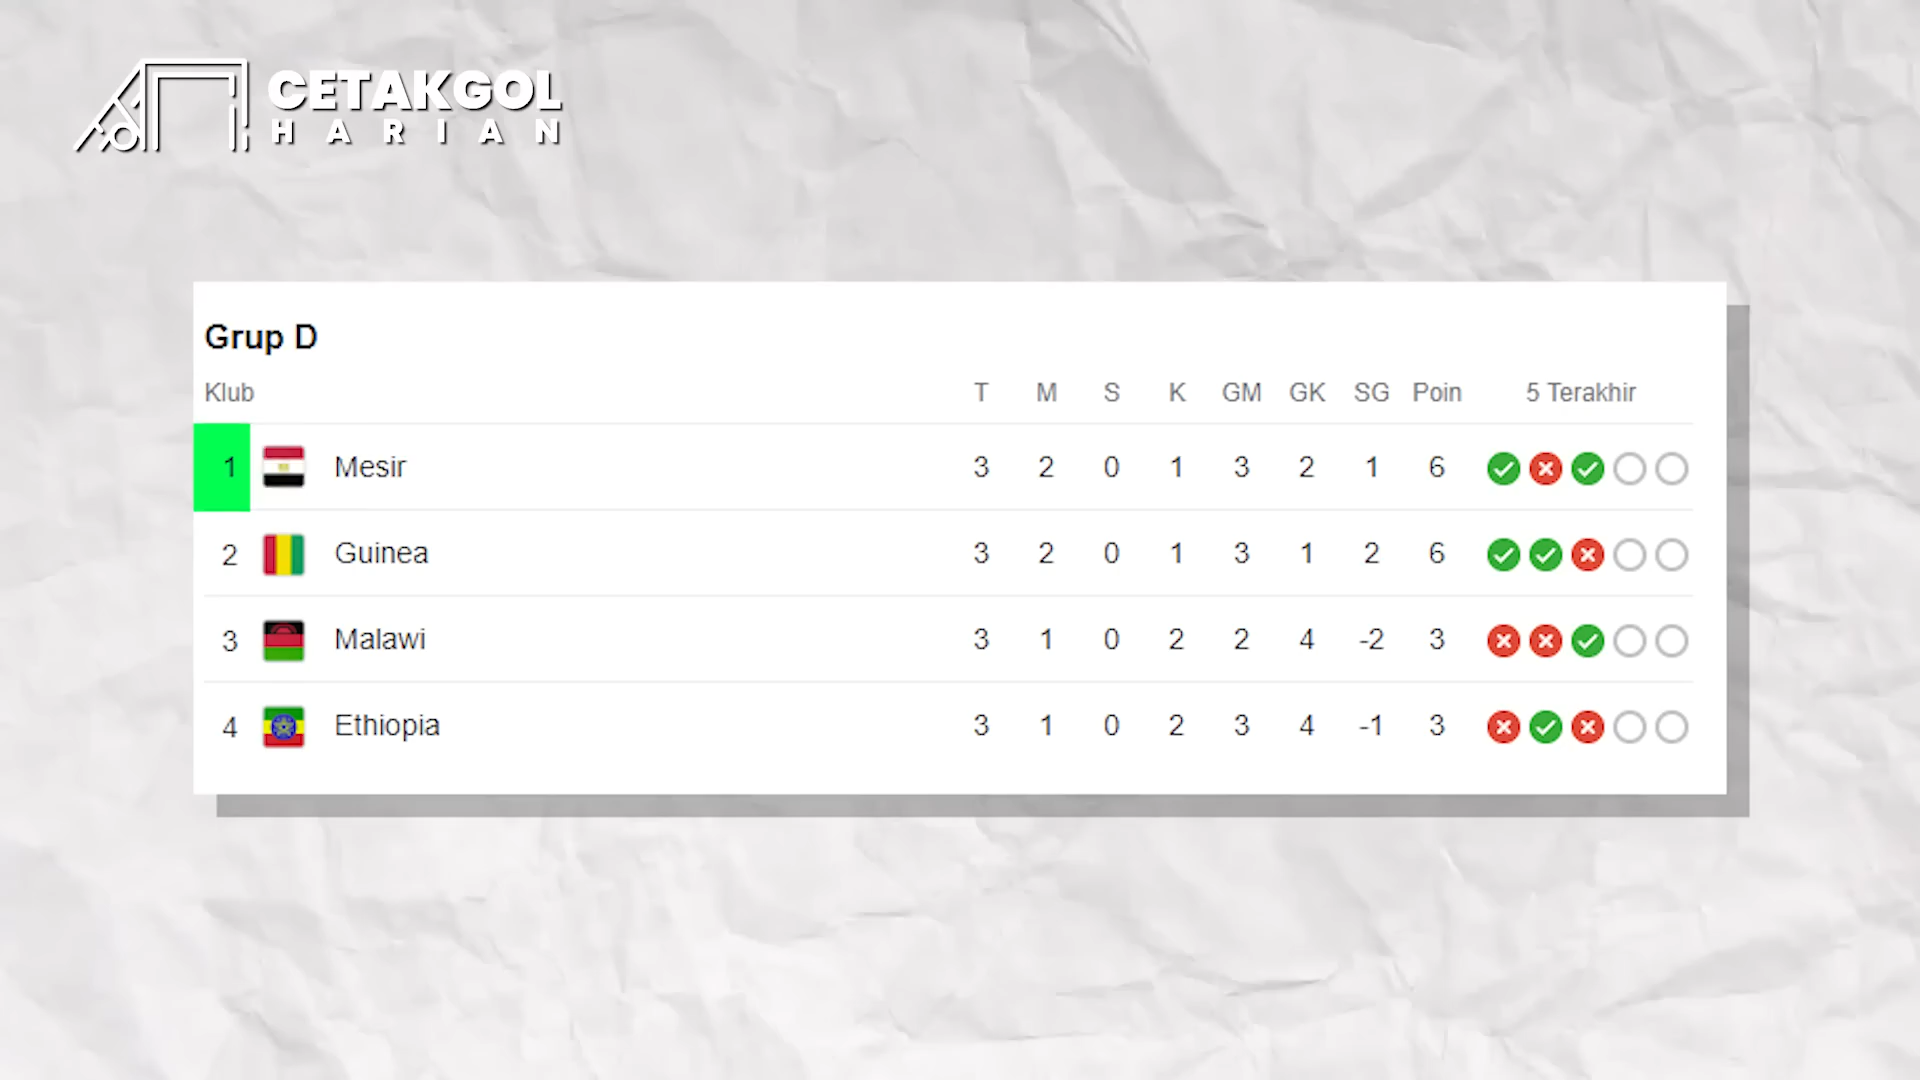 CETAKGOL
HARIAN
Grup D
Klub T M S K GM GK SG Poin 5 Terakhir
1 Mesir 3 2 0 1 3 2 1 6
2 Guinea 3 2 0 1 3 1 2 6
3 Malawi 3 1 0 2 2 4 -2 3
4 Ethiopia 3 1 0 2 3 4 -1 3